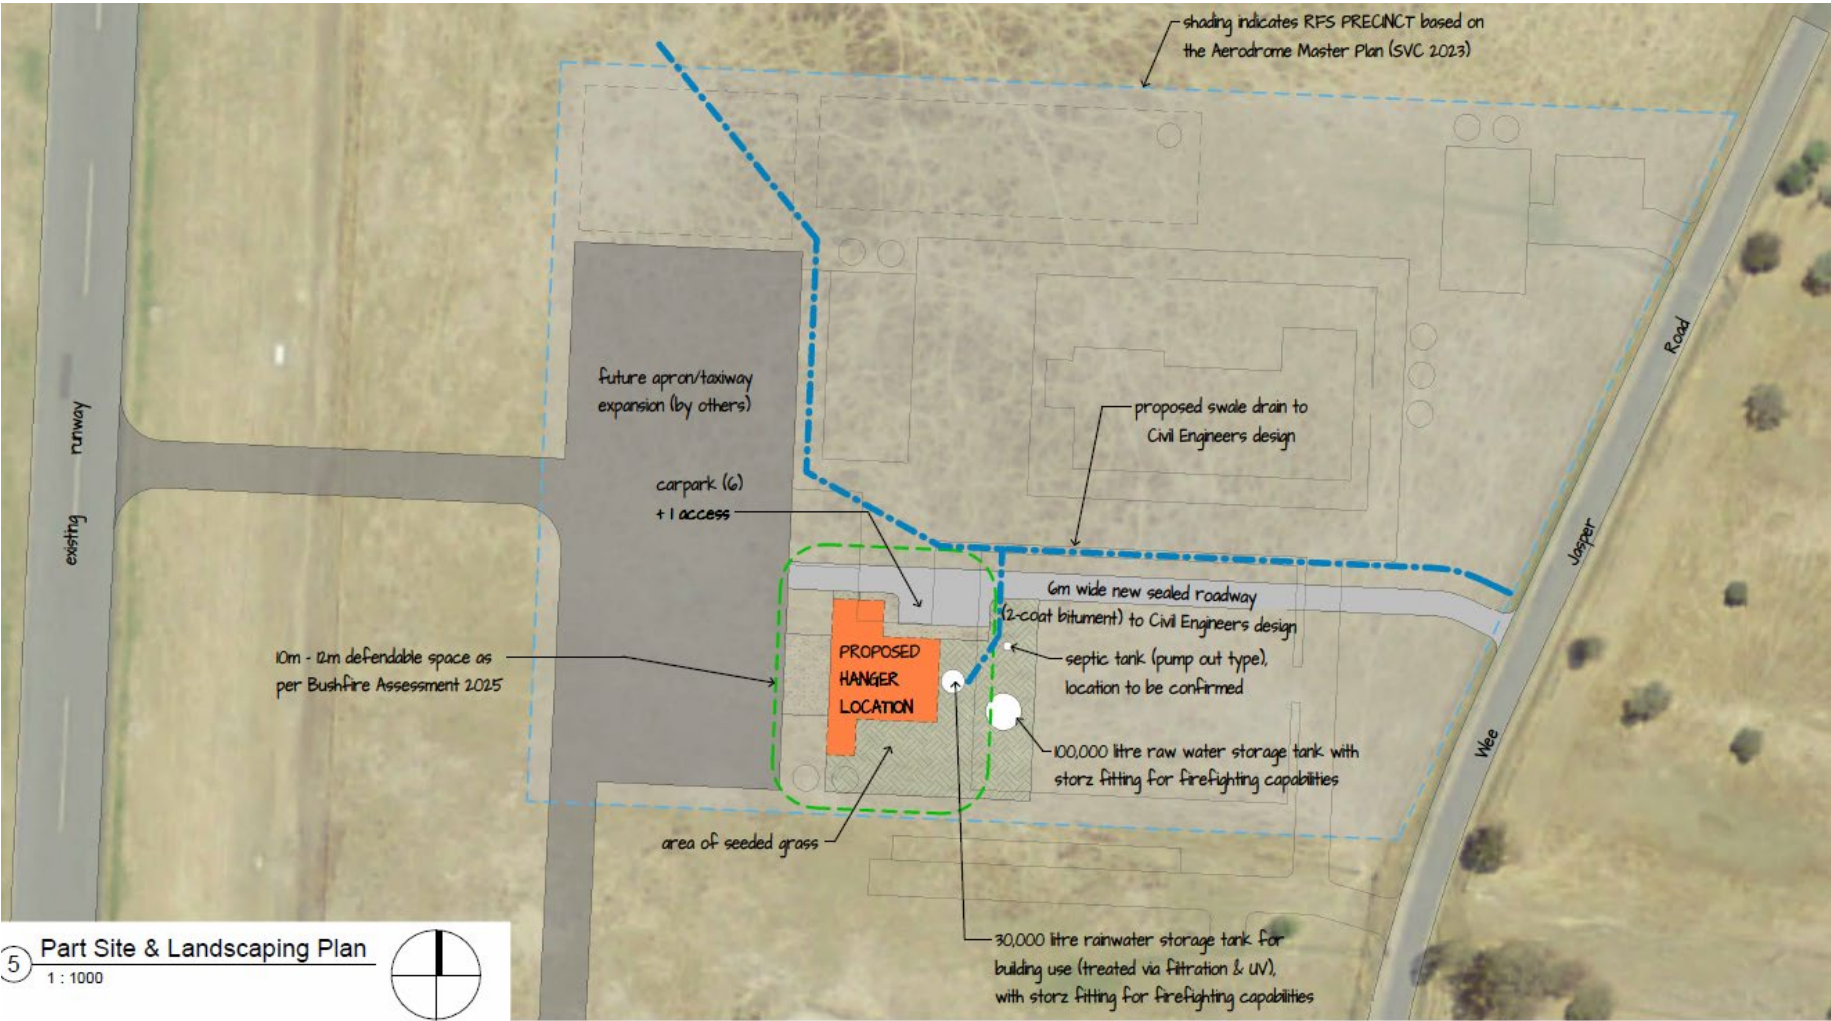 shading indicates RFS PRECINCT based on
the Aerodrome Master Plan (SVC 2023)
Road
future apron/taxiway
expansion (by others)
existing runway
proposed swale drain to
Civil Engineers design
carpark (6)
+ 1 access
Jasper
6m wide new sealed roadway
(2-coat bitument) to Civil Engineers design
10m - 12m defendable space as
per Bushfire Assessment 2025
PROPOSED
HANGER
LOCATION
septic tank (pump out type),
location to be confirmed
Wee
100,000 litre raw water storage tank with
storz fitting for firefighting capabilities
area of seeded grass
30,000 litre rainwater storage tank for
building use (treated via filtration & UV),
with storz fitting for firefighting capabilities
5
Part Site & Landscaping Plan
1 : 1000